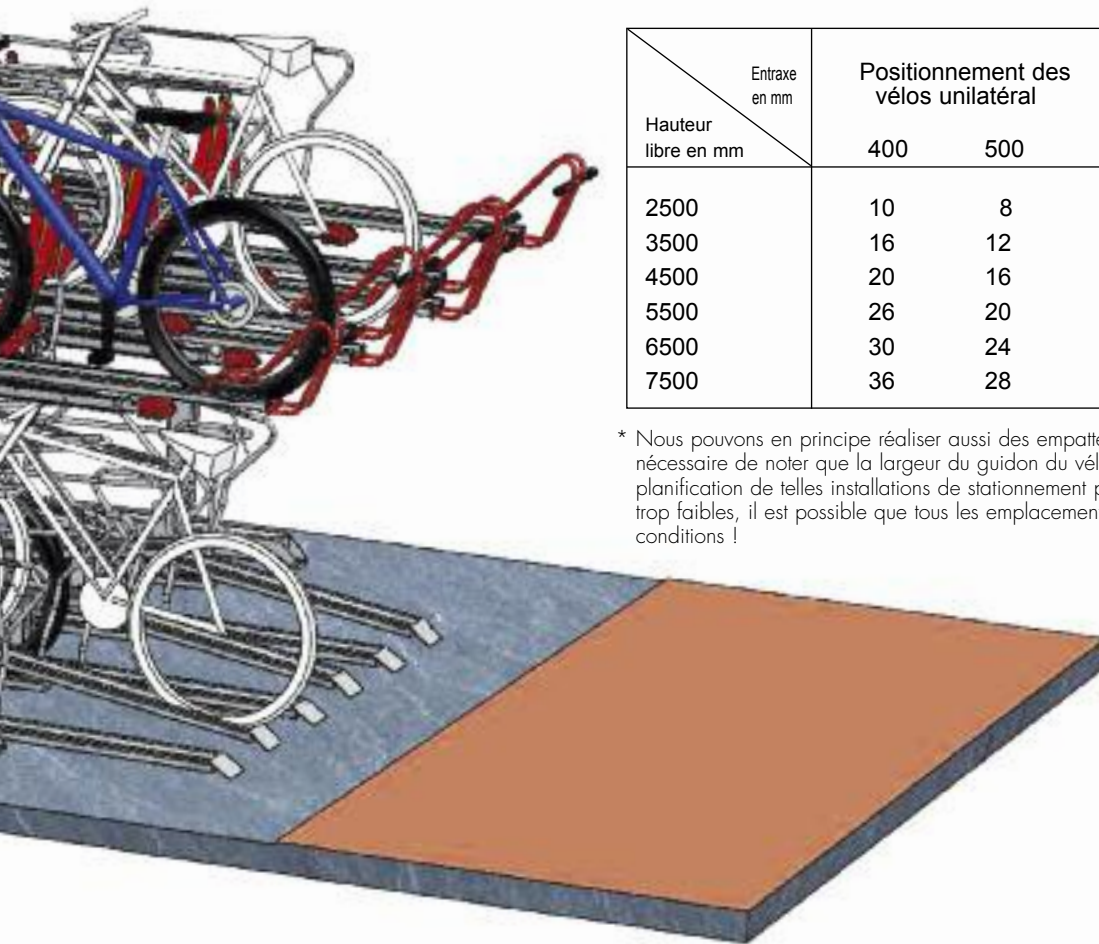 Entraxe
en mm
Hauteur
libre en mm
Positionnement des
vélos unilatéral
400 500
2500 10 8
3500 16 12
4500 20 16
5500 26 20
6500 30 24
7500 36 28
* Nous pouvons en principe réaliser aussi des
nécessaire de noter que la largeur du guidon du
planification de telles installations de stationnement
trop faibles, il est possible que tous les
conditions !